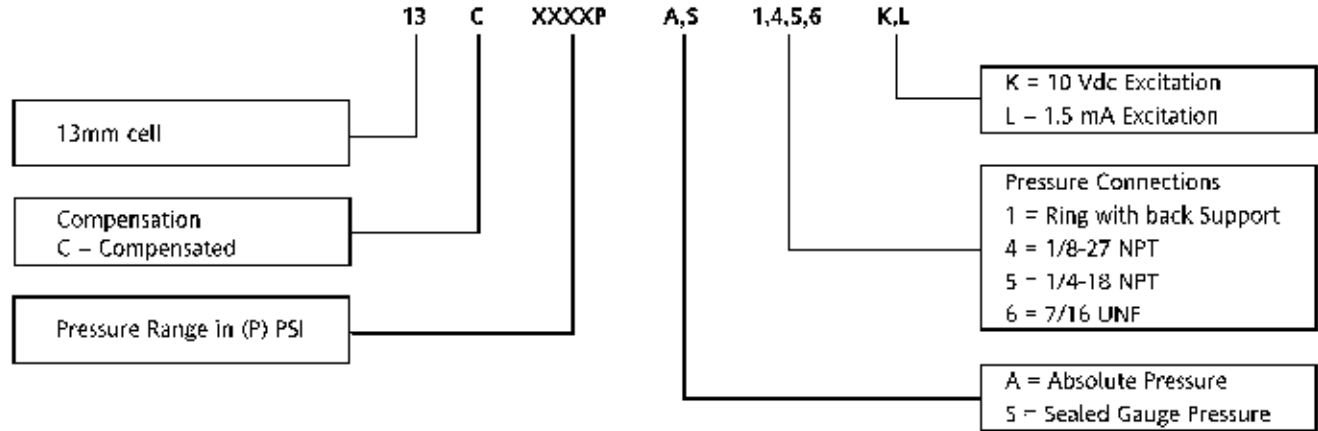 13 C XXXXP A,S 1,4,5,6 K,L
13mm cell
Compensation
C – Compensated
Pressure Range in (P) PSI
K = 10 Vdc Excitation
L – 1.5 mA Excitation
Pressure Connections
1 = Ring with back Support
4 = 1/8-27 NPT
5 – 1/4-18 NPT
6 = 7/16 UNF
A = Absolute Pressure
S = Sealed Gauge Pressure